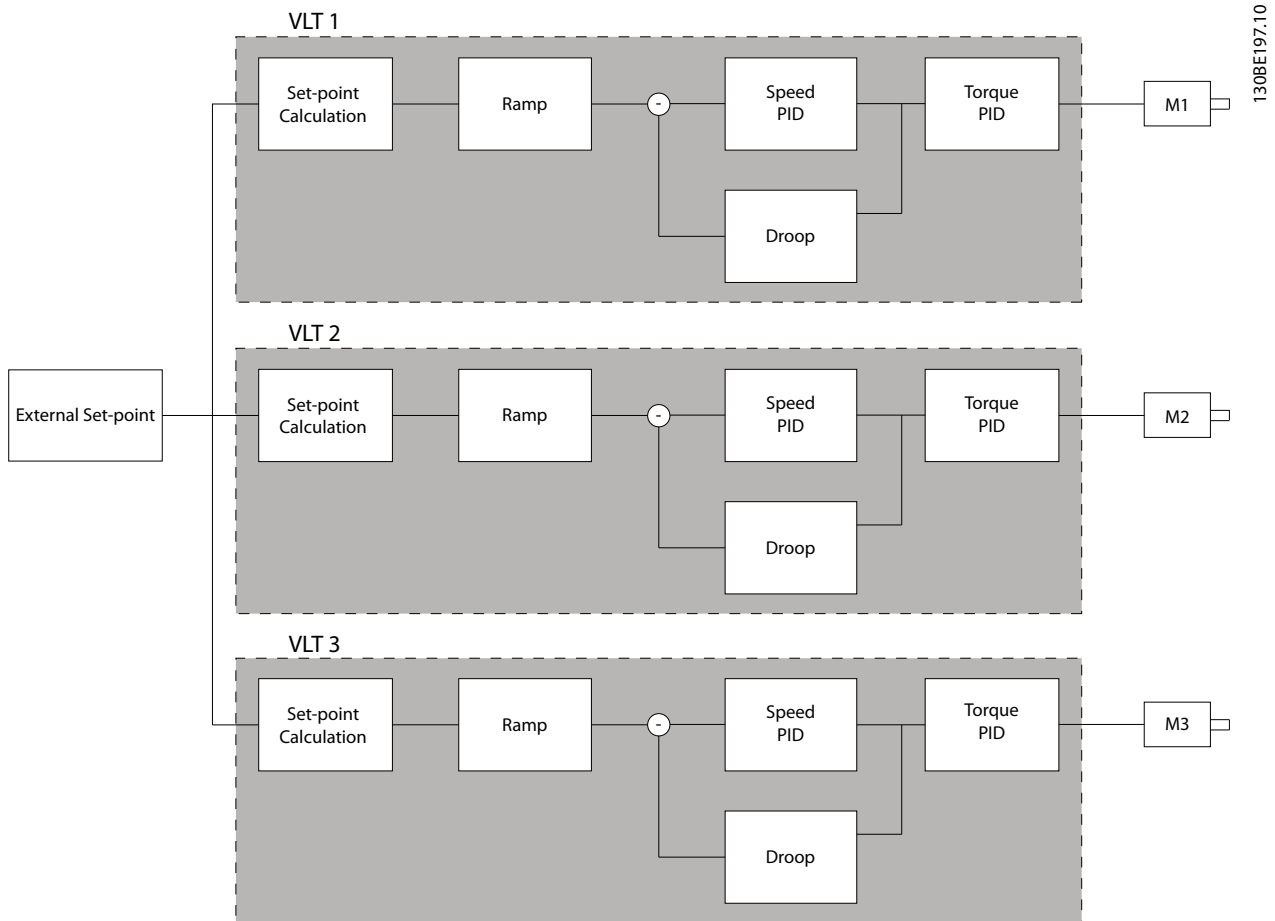 VLT 1
Set-point
Calculation
Ramp
-
Speed
PID
Torque
PID
M1
Droop
130BE197.10
VLT 2
External Set-point
Set-point
Calculation
Ramp
-
Speed
PID
Torque
PID
M2
Droop
VLT 3
Set-point
Calculation
Ramp
-
Speed
PID
Torque
PID
M3
Droop